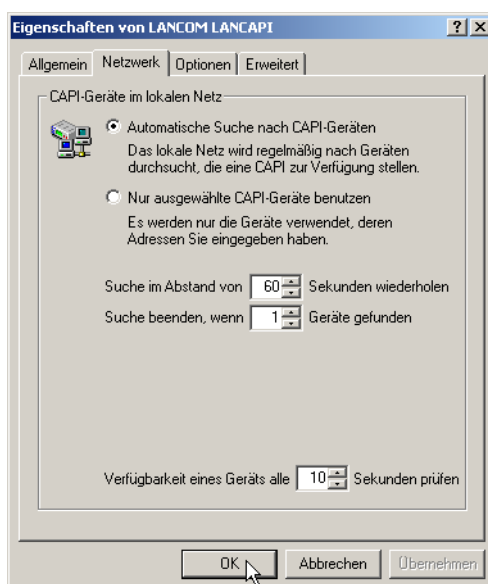 Eigenschaften von LANCOM LANCAPI
Allgemein Netzwerk Optionen Erweitert
CAPI-Geräte im lokalen Netz
Automatische Suche nach CAPI-Geräten
Das lokale Netz wird regelmäßig nach Geräten
durchsucht, die eine CAPI zur Verfügung stellen.
Nur ausgewählte CAPI-Geräte benutzen
Es werden nur die Geräte verwendet, deren
Adressen Sie eingegeben haben.
Suche im Abstand von 60 Sekunden wiederholen
Suche beenden, wenn 1 Geräte gefunden
Verfügbarkeit eines Geräts alle 10 Sekunden prüfen
OK Abbrechen Übernehmen